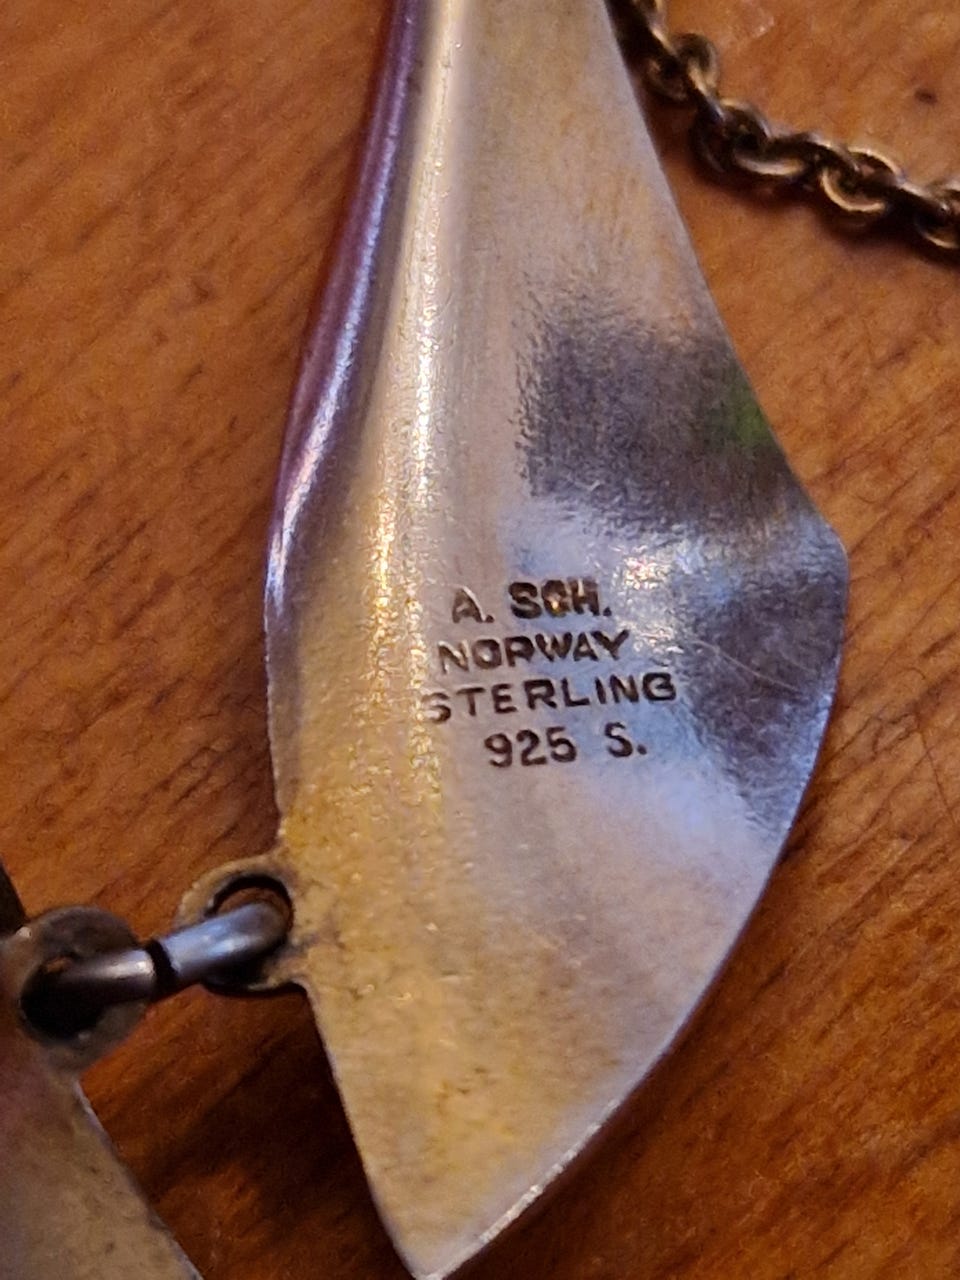 A. SCH.
NORWAY
STERLING
925 S.